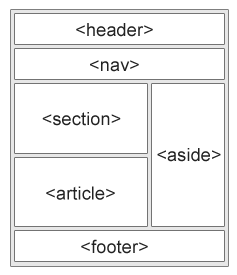 <header>
<nav>
<section>
<aside>
<article>
<footer>